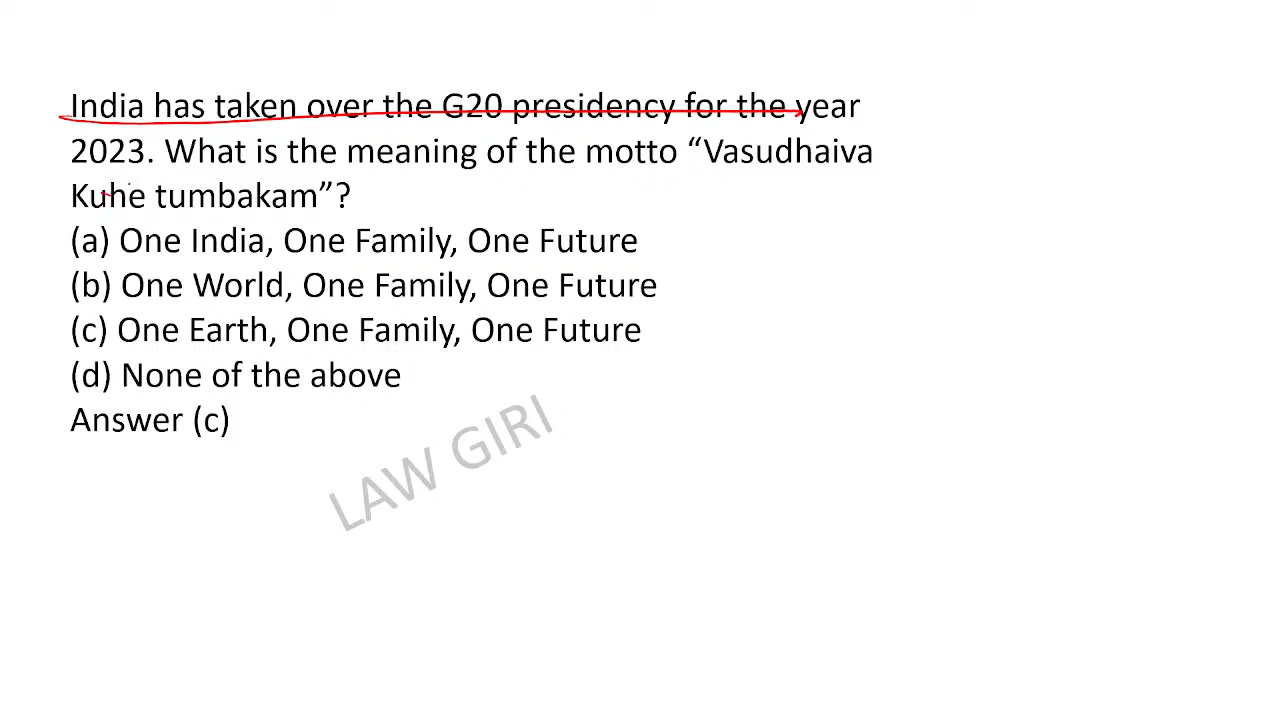 India has taken over the G20 presidency for the year
2023. What is the meaning of the motto “Vasudhaiva
Kuhe tumbakam”?
(a) One India, One Family, One Future
(b) One World, One Family, One Future
(c) One Earth, One Family, One Future
(d) None of the above
Answer (c)
LAW GIRI